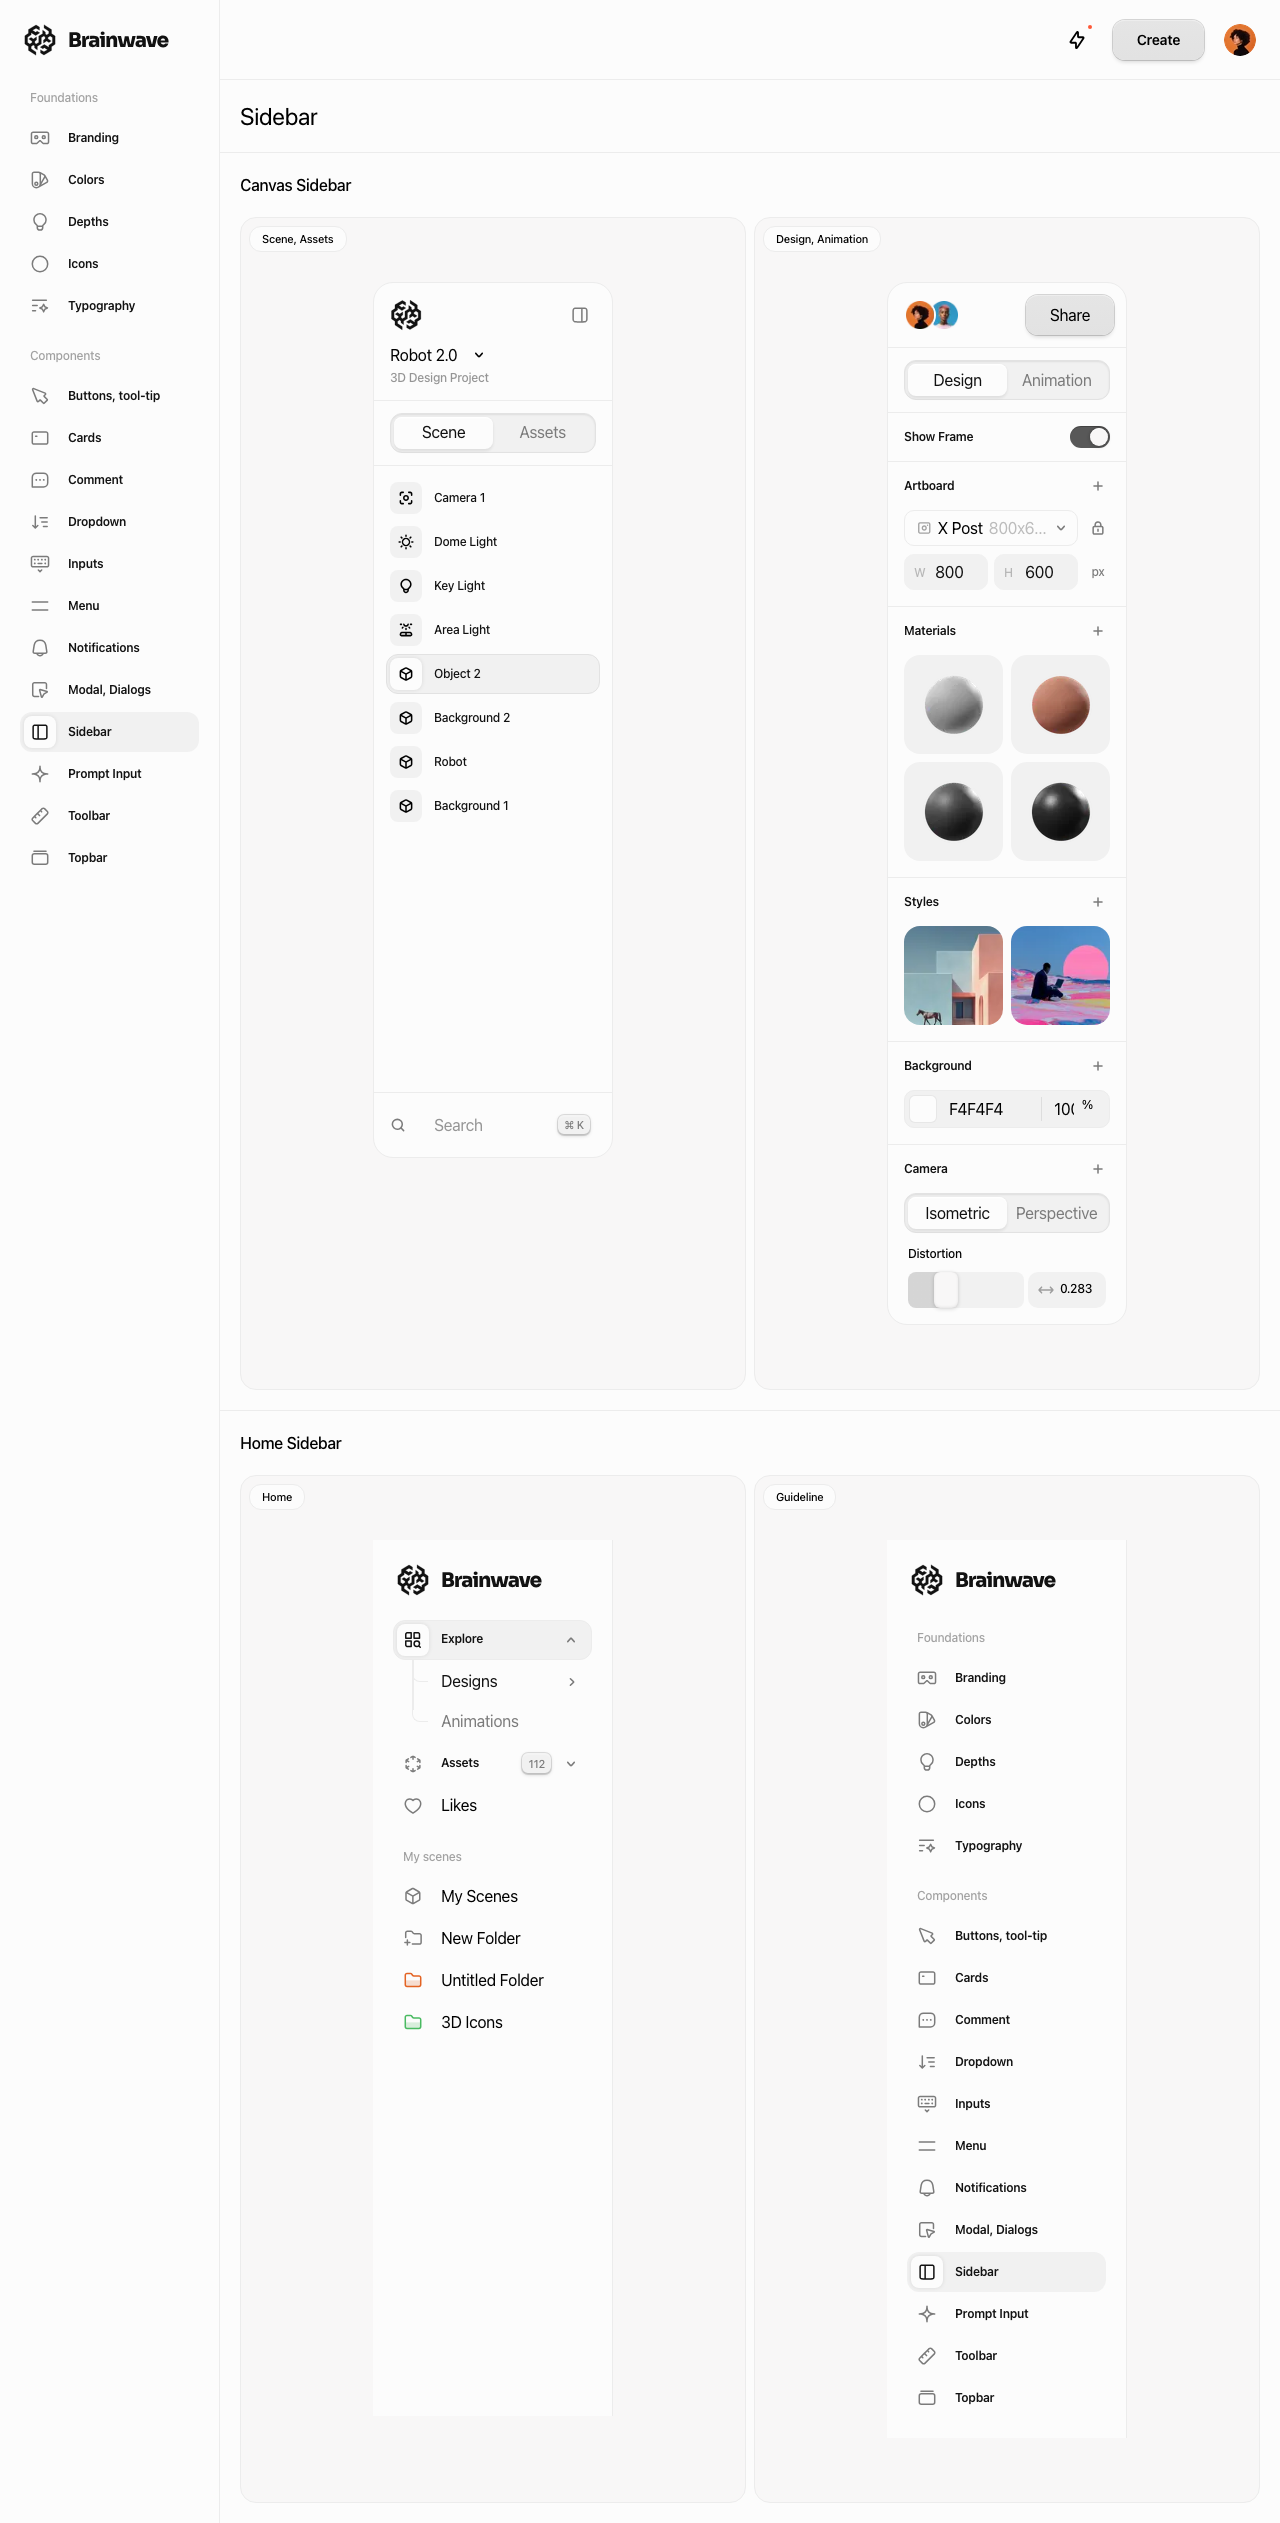 Brainwave
Foundations
Branding
Colors
Depths
Icons
Typography
Components
Buttons, tool-tip
Cards
Comment
Dropdown
Inputs
Menu
Notifications
Modal, Dialogs
Sidebar
Prompt Input
Toolbar
Topbar
Create
Sidebar
Canvas Sidebar
Scene, Assets
Robot 2.0
3D Design Project
Scene Assets
Camera 1
Dome Light
Key Light
Area Light
Object 2
Background 2
Robot
Background 1
Search ⌘ K
Design, Animation
Share
Design Animation
Show Frame
Artboard
X Post 800x6...
W 800 H 600 px
Materials
Styles
Background
F4F4F4 100 %
Camera
Isometric Perspective
Distortion
0.283
Home Sidebar
Home
Brainwave
Explore
Designs
Animations
Assets 112
Likes
My scenes
My Scenes
New Folder
Untitled Folder
3D Icons
Guideline
Brainwave
Foundations
Branding
Colors
Depths
Icons
Typography
Components
Buttons, tool-tip
Cards
Comment
Dropdown
Inputs
Menu
Notifications
Modal, Dialogs
Sidebar
Prompt Input
Toolbar
Topbar